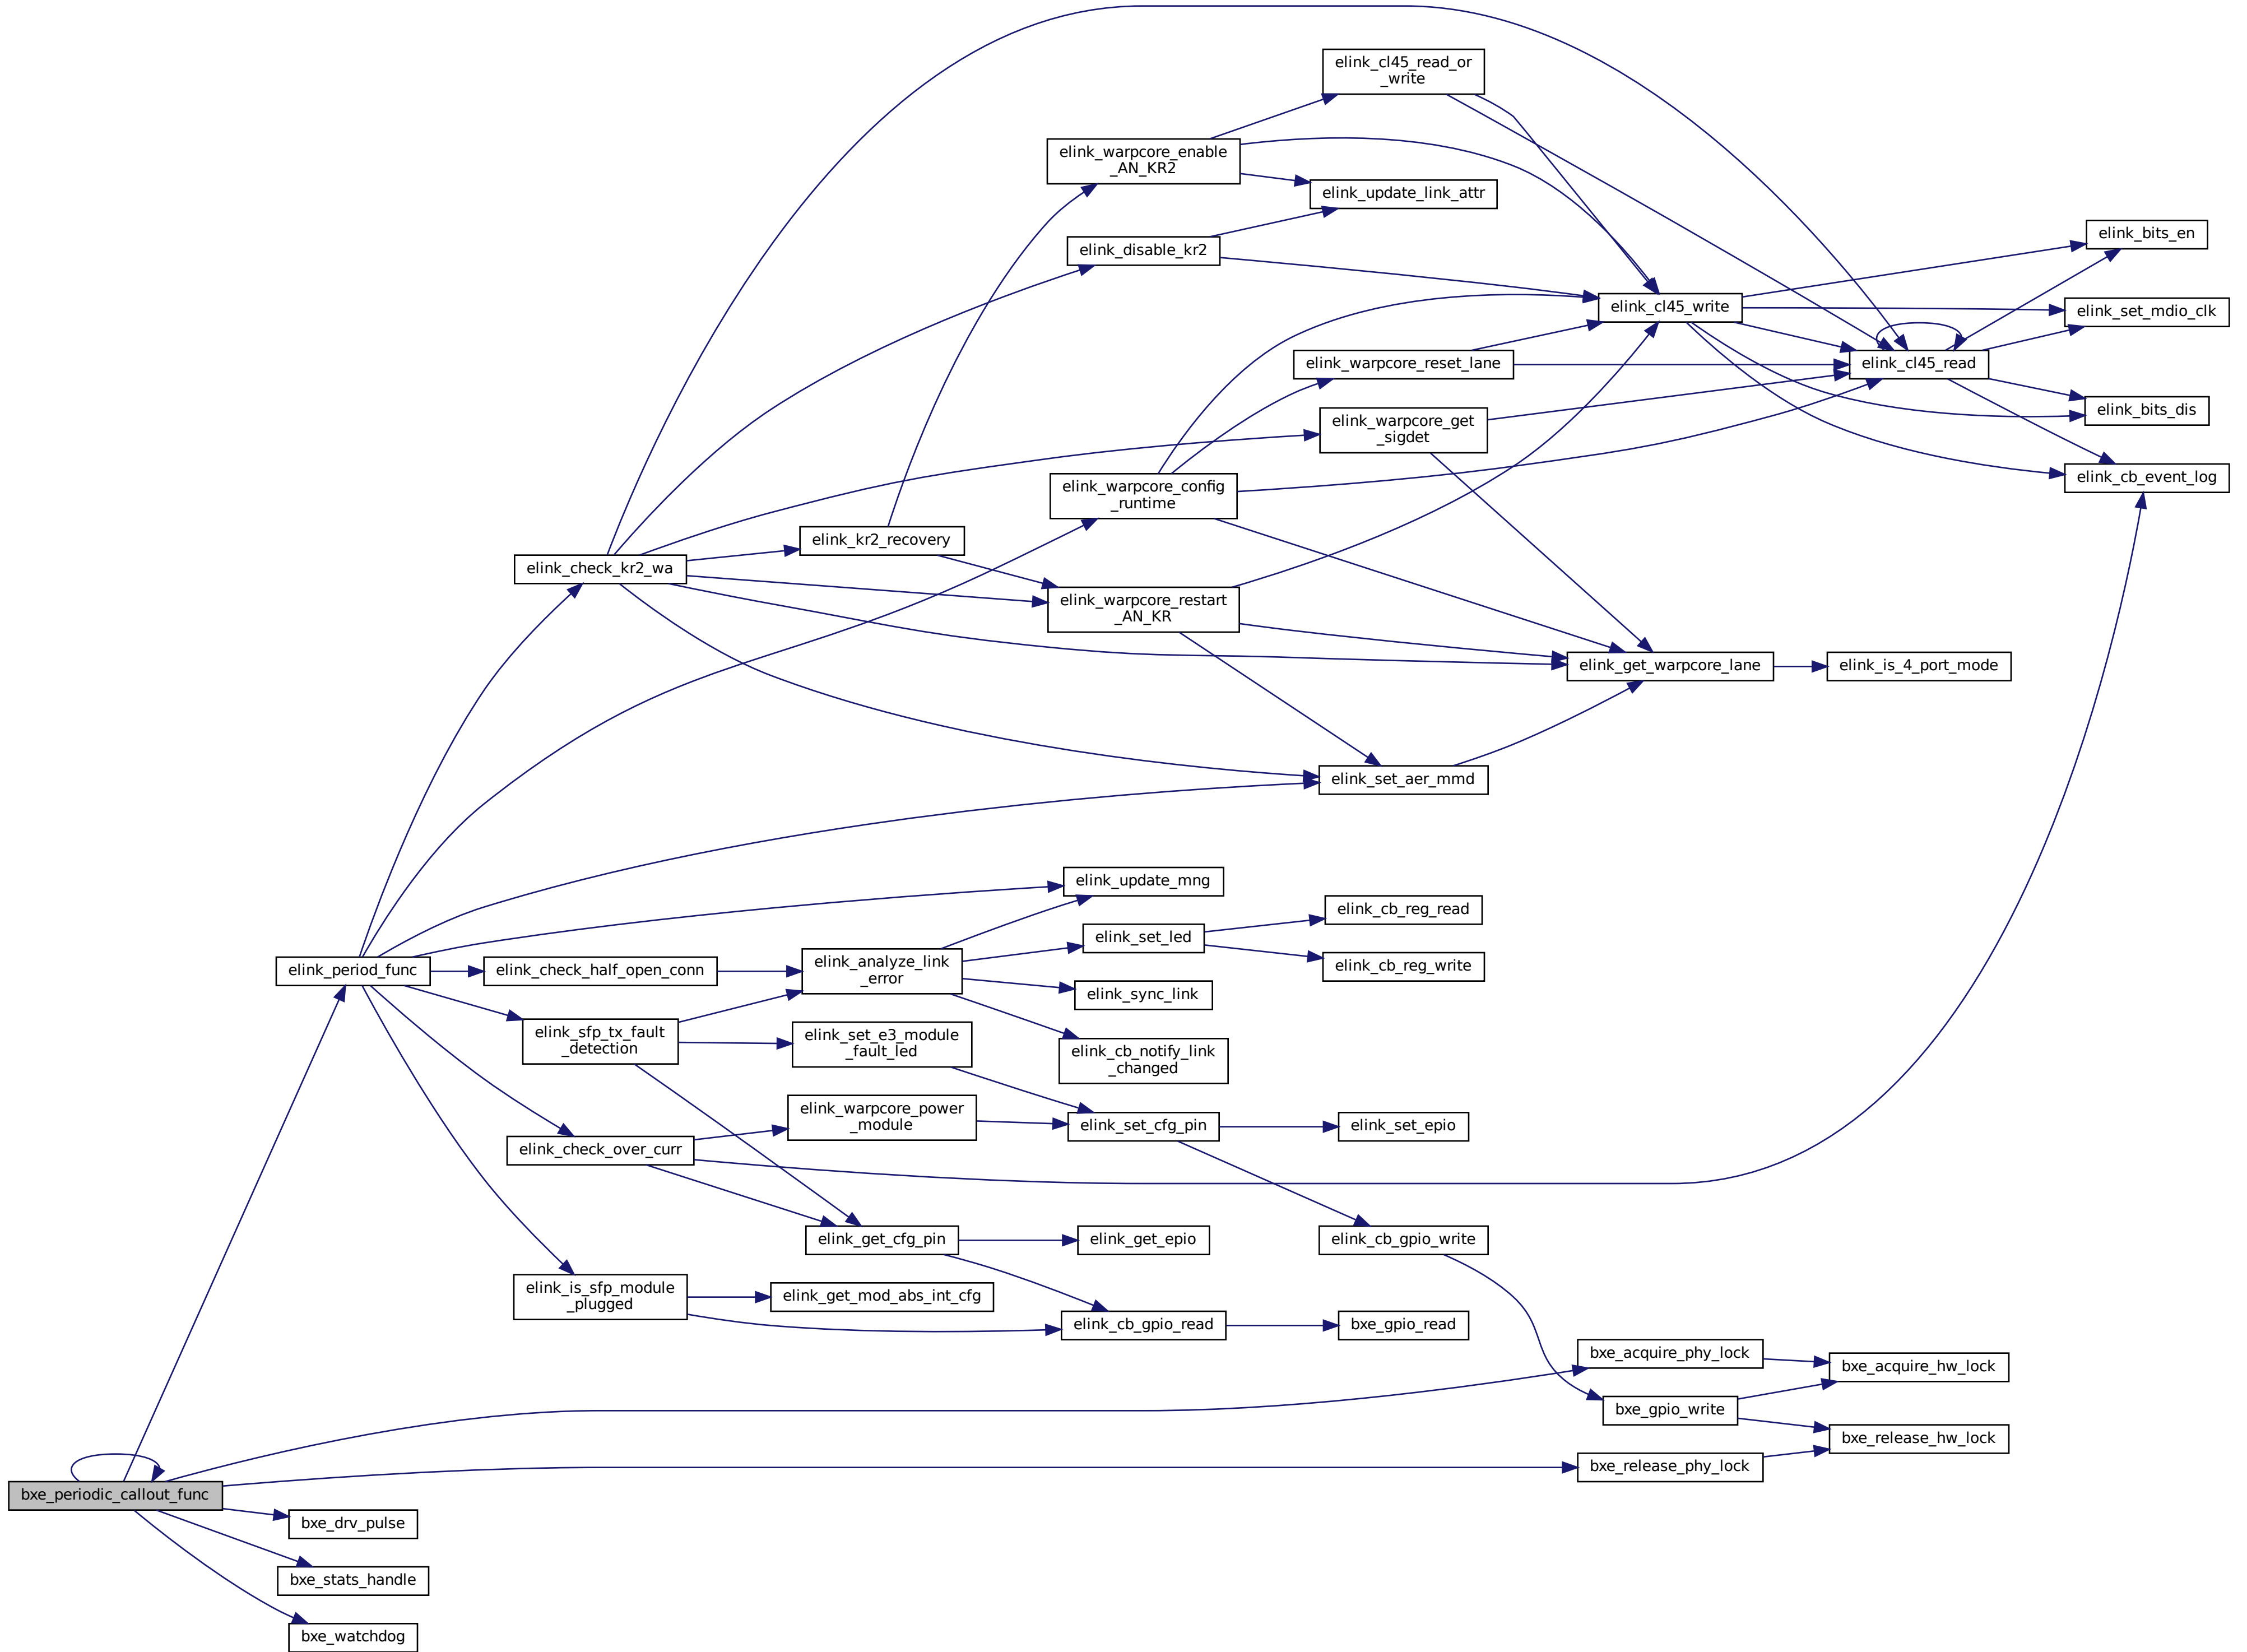 elink_cl45_read_or
_write
elink_warpcore_enable
_AN_KR2
elink_update_link_attr
elink_disable_kr2
elink_bits_en
elink_cl45_write
elink_set_mdio_clk
elink_warpcore_reset_lane
elink_cl45_read
elink_bits_dis
elink_warpcore_get
_sigdet
elink_cb_event_log
elink_warpcore_config
_runtime
elink_kr2_recovery
elink_check_kr2_wa
elink_warpcore_restart
_AN_KR
elink_get_warpcore_lane
elink_is_4_port_mode
elink_set_aer_mmd
elink_update_mng
elink_cb_reg_read
elink_set_led
elink_cb_reg_write
elink_period_func
elink_check_half_open_conn
elink_analyze_link
_error
elink_sync_link
elink_sfp_tx_fault
_detection
elink_set_e3_module
_fault_led
elink_cb_notify_link
_changed
elink_warpcore_power
_module
elink_set_cfg_pin
elink_set_epio
elink_check_over_curr
elink_get_cfg_pin
elink_get_epio
elink_cb_gpio_write
elink_is_sfp_module
_plugged
elink_get_mod_abs_int_cfg
elink_cb_gpio_read
bxe_gpio_read
bxe_acquire_phy_lock
bxe_acquire_hw_lock
bxe_gpio_write
bxe_release_hw_lock
bxe_release_phy_lock
bxe_periodic_callout_func
bxe_drv_pulse
bxe_stats_handle
bxe_watchdog